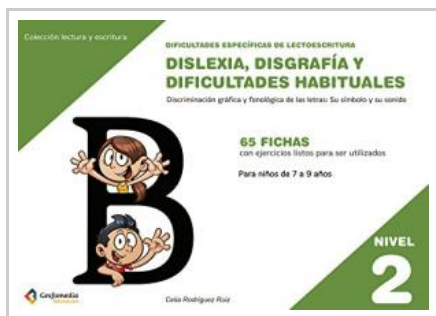 Colección lectura y escritura
DIFICULTADES ESPECÍFICAS DE LECTOESCRITURA
DISLEXIA, DISGRAFÍA Y
DIFICULTADES HABITUALES
Discriminación gráfica y fonológica de las letras: Su símbolo y su sonido
B
65 FICHAS
con ejercicios listos para ser utilizados
Para niños de 7 a 9 años
NIVEL
2
Gesfomedia
educación
Celia Rodríguez Ruiz